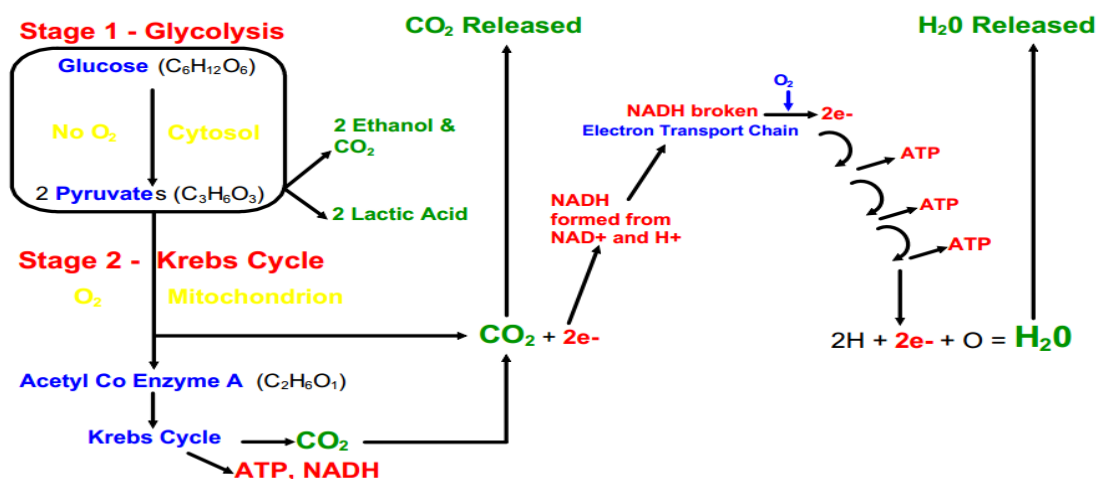 Stage 1 - Glycolysis
Glucose (C₆H₁₂O₆)
No O₂ Cytosol
2 Pyruvates (C₃H₆O₃)
2 Ethanol &
CO₂
2 Lactic Acid
Stage 2 - Krebs Cycle
O₂ Mitochondrion
Acetyl Co Enzyme A (C₂H₆O₁)
Krebs Cycle
CO₂
ATP, NADH
CO₂ Released
CO₂ + 2e-
NADH
formed from
NAD+ and H+
O₂
NADH broken
2e-
Electron Transport Chain
ATP
ATP
ATP
2H + 2e- + O = H₂0
H₂0 Released